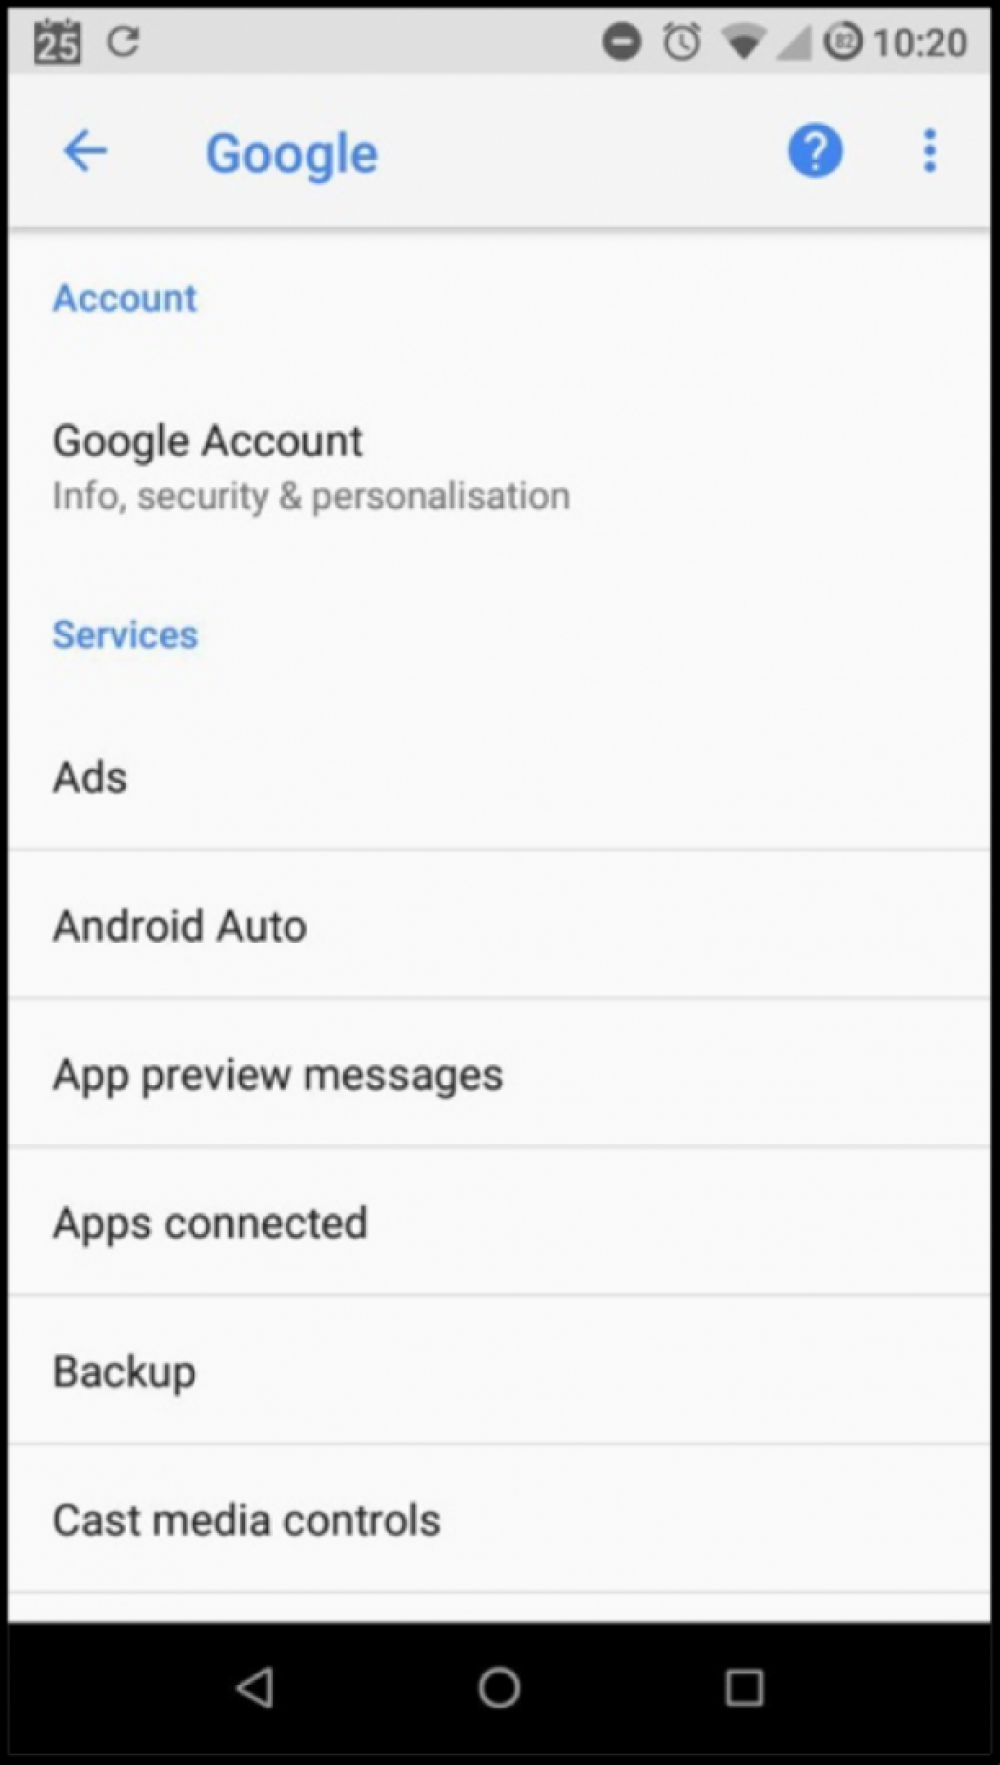 25 82 10:20
Google ?
Account
Google Account
Info, security & personalisation
Services
Ads
Android Auto
App preview messages
Apps connected
Backup
Cast media controls